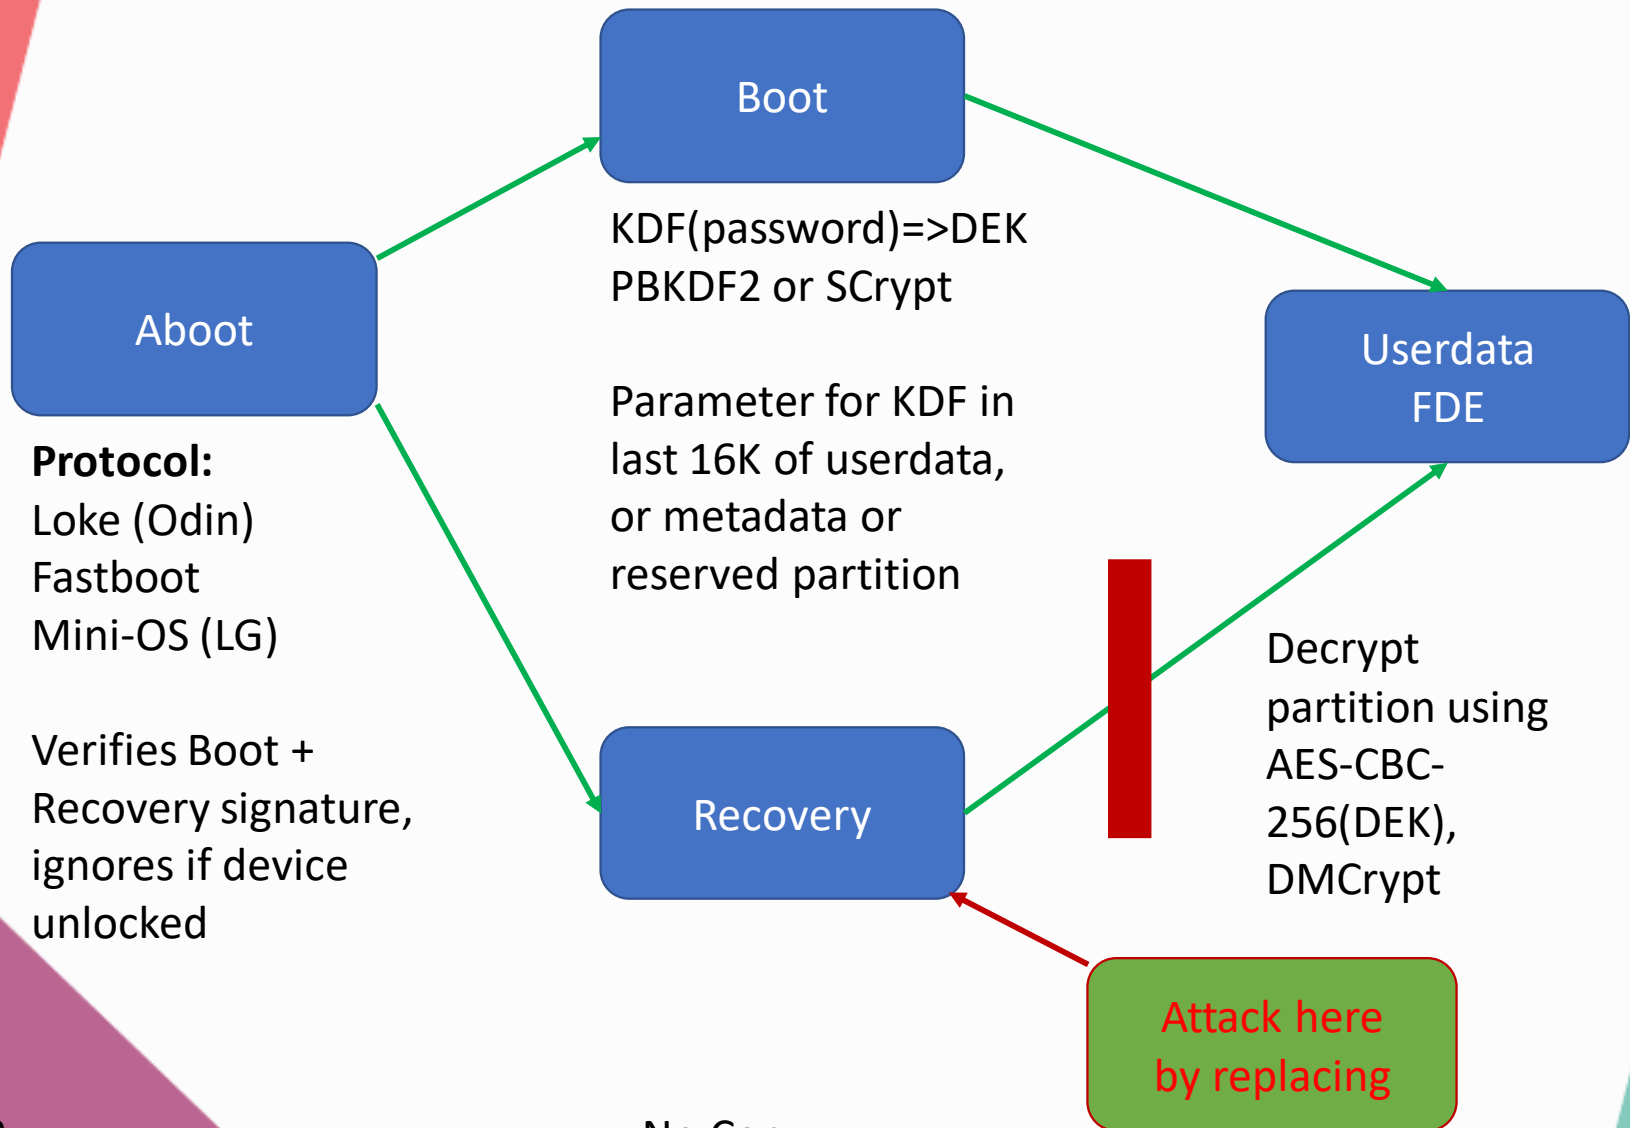 Boot
KDF(password)=>DEK
PBKDF2 or SCrypt
Parameter for KDF in
last 16K of userdata,
or metadata or
reserved partition
Aboot
Protocol:
Loke (Odin)
Fastboot
Mini-OS (LG)
Verifies Boot +
Recovery signature,
ignores if device
unlocked
Userdata
FDE
Recovery
Decrypt
partition using
AES-CBC-
256(DEK),
DMCrypt
Attack here
by replacing